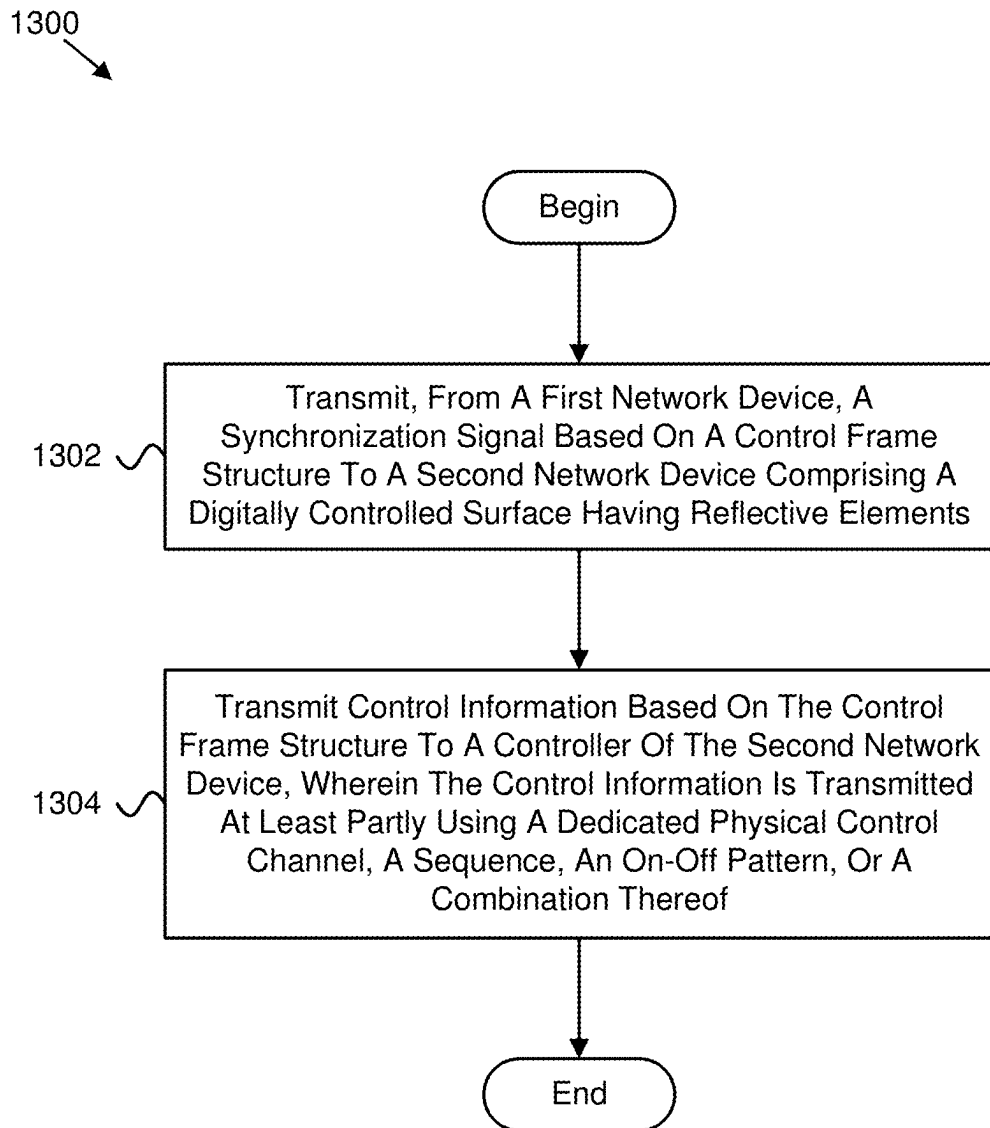 1300
Begin
Transmit, From A First Network Device, A
Synchronization Signal Based On A Control Frame
Structure To A Second Network Device Comprising A
Digitally Controlled Surface Having Reflective Elements
1302
Transmit Control Information Based On The Control
Frame Structure To A Controller Of The Second Network
Device, Wherein The Control Information Is Transmitted
At Least Partly Using A Dedicated Physical Control
Channel, A Sequence, An On-Off Pattern, Or A
Combination Thereof
1304
End